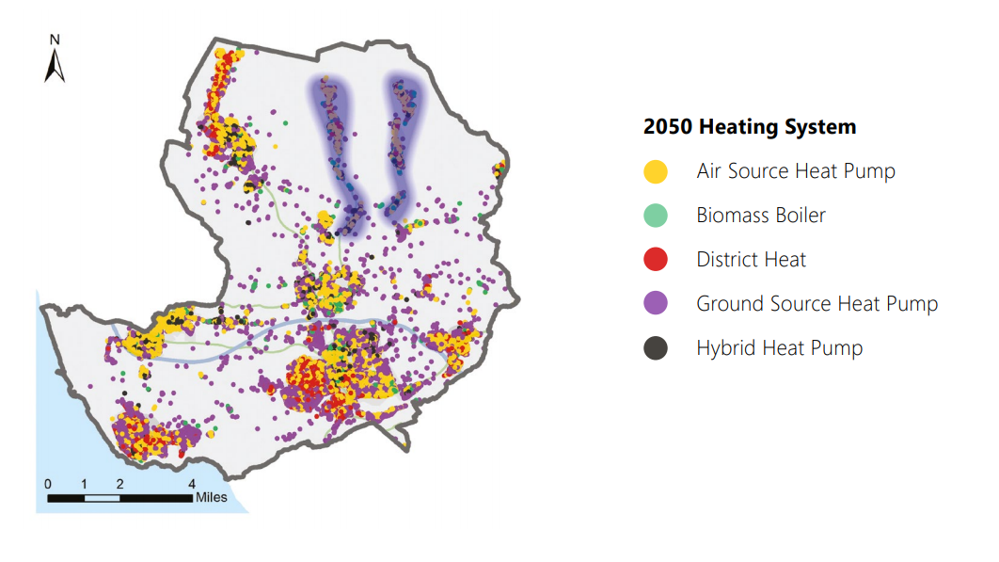 N
2050 Heating System
Air Source Heat Pump
Biomass Boiler
District Heat
Ground Source Heat Pump
Hybrid Heat Pump
0 1 2 4
Miles